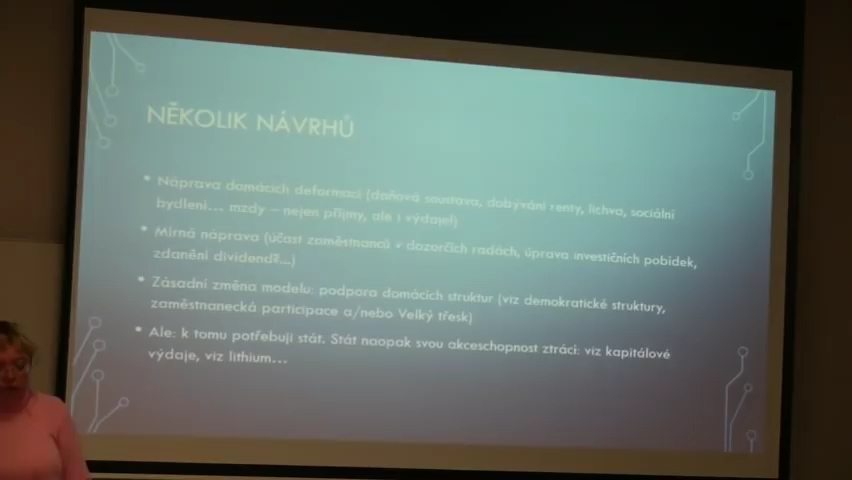 NĚKOLIK NÁVRHŮ
• Náprava domácích deformací (daňová soustava, dobývání renty, lichva, sociální
bydlení… mzdy – nejen příjmy, ale i výdaje!)
• Mírná náprava (účast zaměstnanců v dozorčích radách, úprava investičních pobídek,
zdanění dividend?...)
• Zásadní změna modelu: podpora domácích struktur (viz demokratické struktury,
zaměstnanecká participace a/nebo Velký třesk)
• Ale: k tomu potřebuji stát. Stát naopak svou akceschopnost ztrácí: viz kapitálové
výdaje, viz lithium…